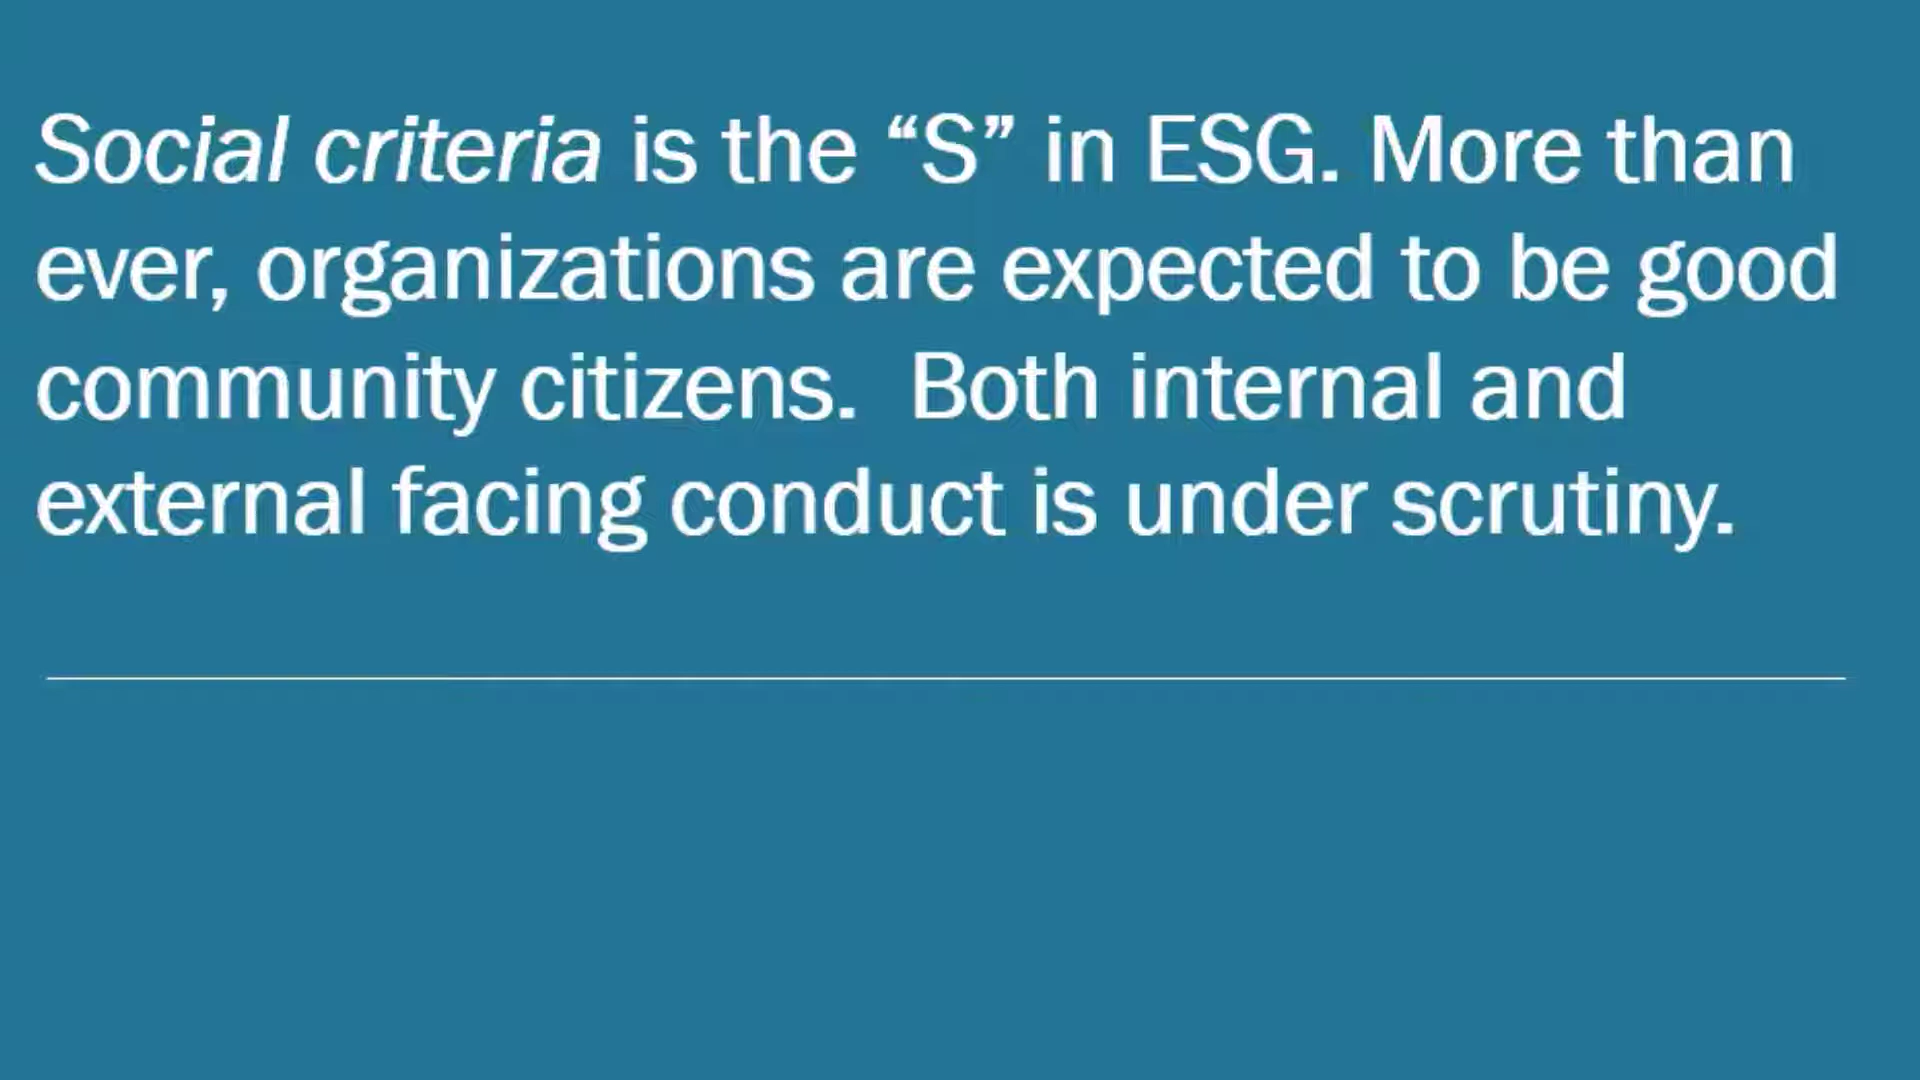 Social criteria is the “S” in ESG. More than
ever, organizations are expected to be good
community citizens.  Both internal and
external facing conduct is under scrutiny.